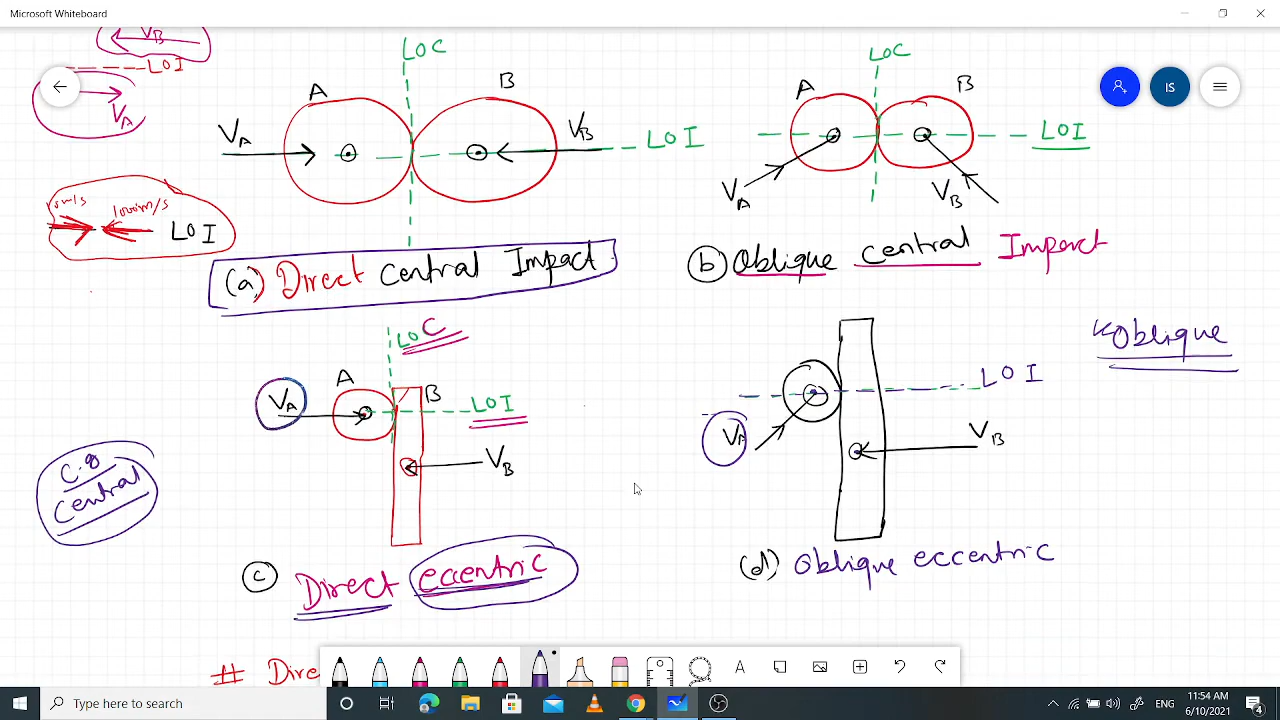 Microsoft Whiteboard
VB
LOI
VA
LOC
A
B
VA
VB
LOI
LOC
A
B
LOI
VA
VB
1000m/s
LOI
(a) Direct Central Impact
(b) Oblique central Impact
LOC
A
B
VA
LOI
VB
"Oblique
LOI
VA
VB
C.g
Central
(c) Direct eccentric
(d) Oblique eccentric
# Dire
IS
A
Type here to search
ENG
11:54 AM
6/10/2021